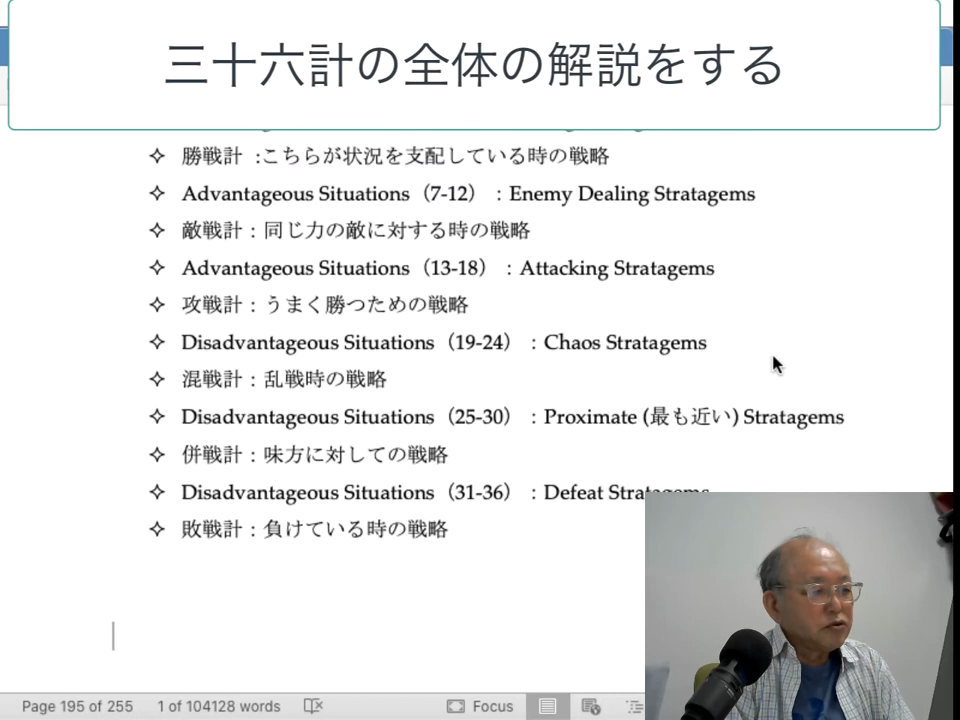 三十六計の全体の解説をする
✧ 勝戦計 :こちらが状況を支配している時の戦略
✧ Advantageous Situations（7-12）：Enemy Dealing Stratagems
✧ 敵戦計：同じ力の敵に対する時の戦略
✧ Advantageous Situations（13-18）：Attacking Stratagems
✧ 攻戦計：うまく勝つための戦略
✧ Disadvantageous Situations（19-24）：Chaos Stratagems
✧ 混戦計：乱戦時の戦略
✧ Disadvantageous Situations（25-30）：Proximate (最も近い) Stratagems
✧ 併戦計：味方に対しての戦略
✧ Disadvantageous Situations（31-36）：Defeat Stratagems
✧ 敗戦計：負けている時の戦略
Page 195 of 255 1 of 104128 words Focus